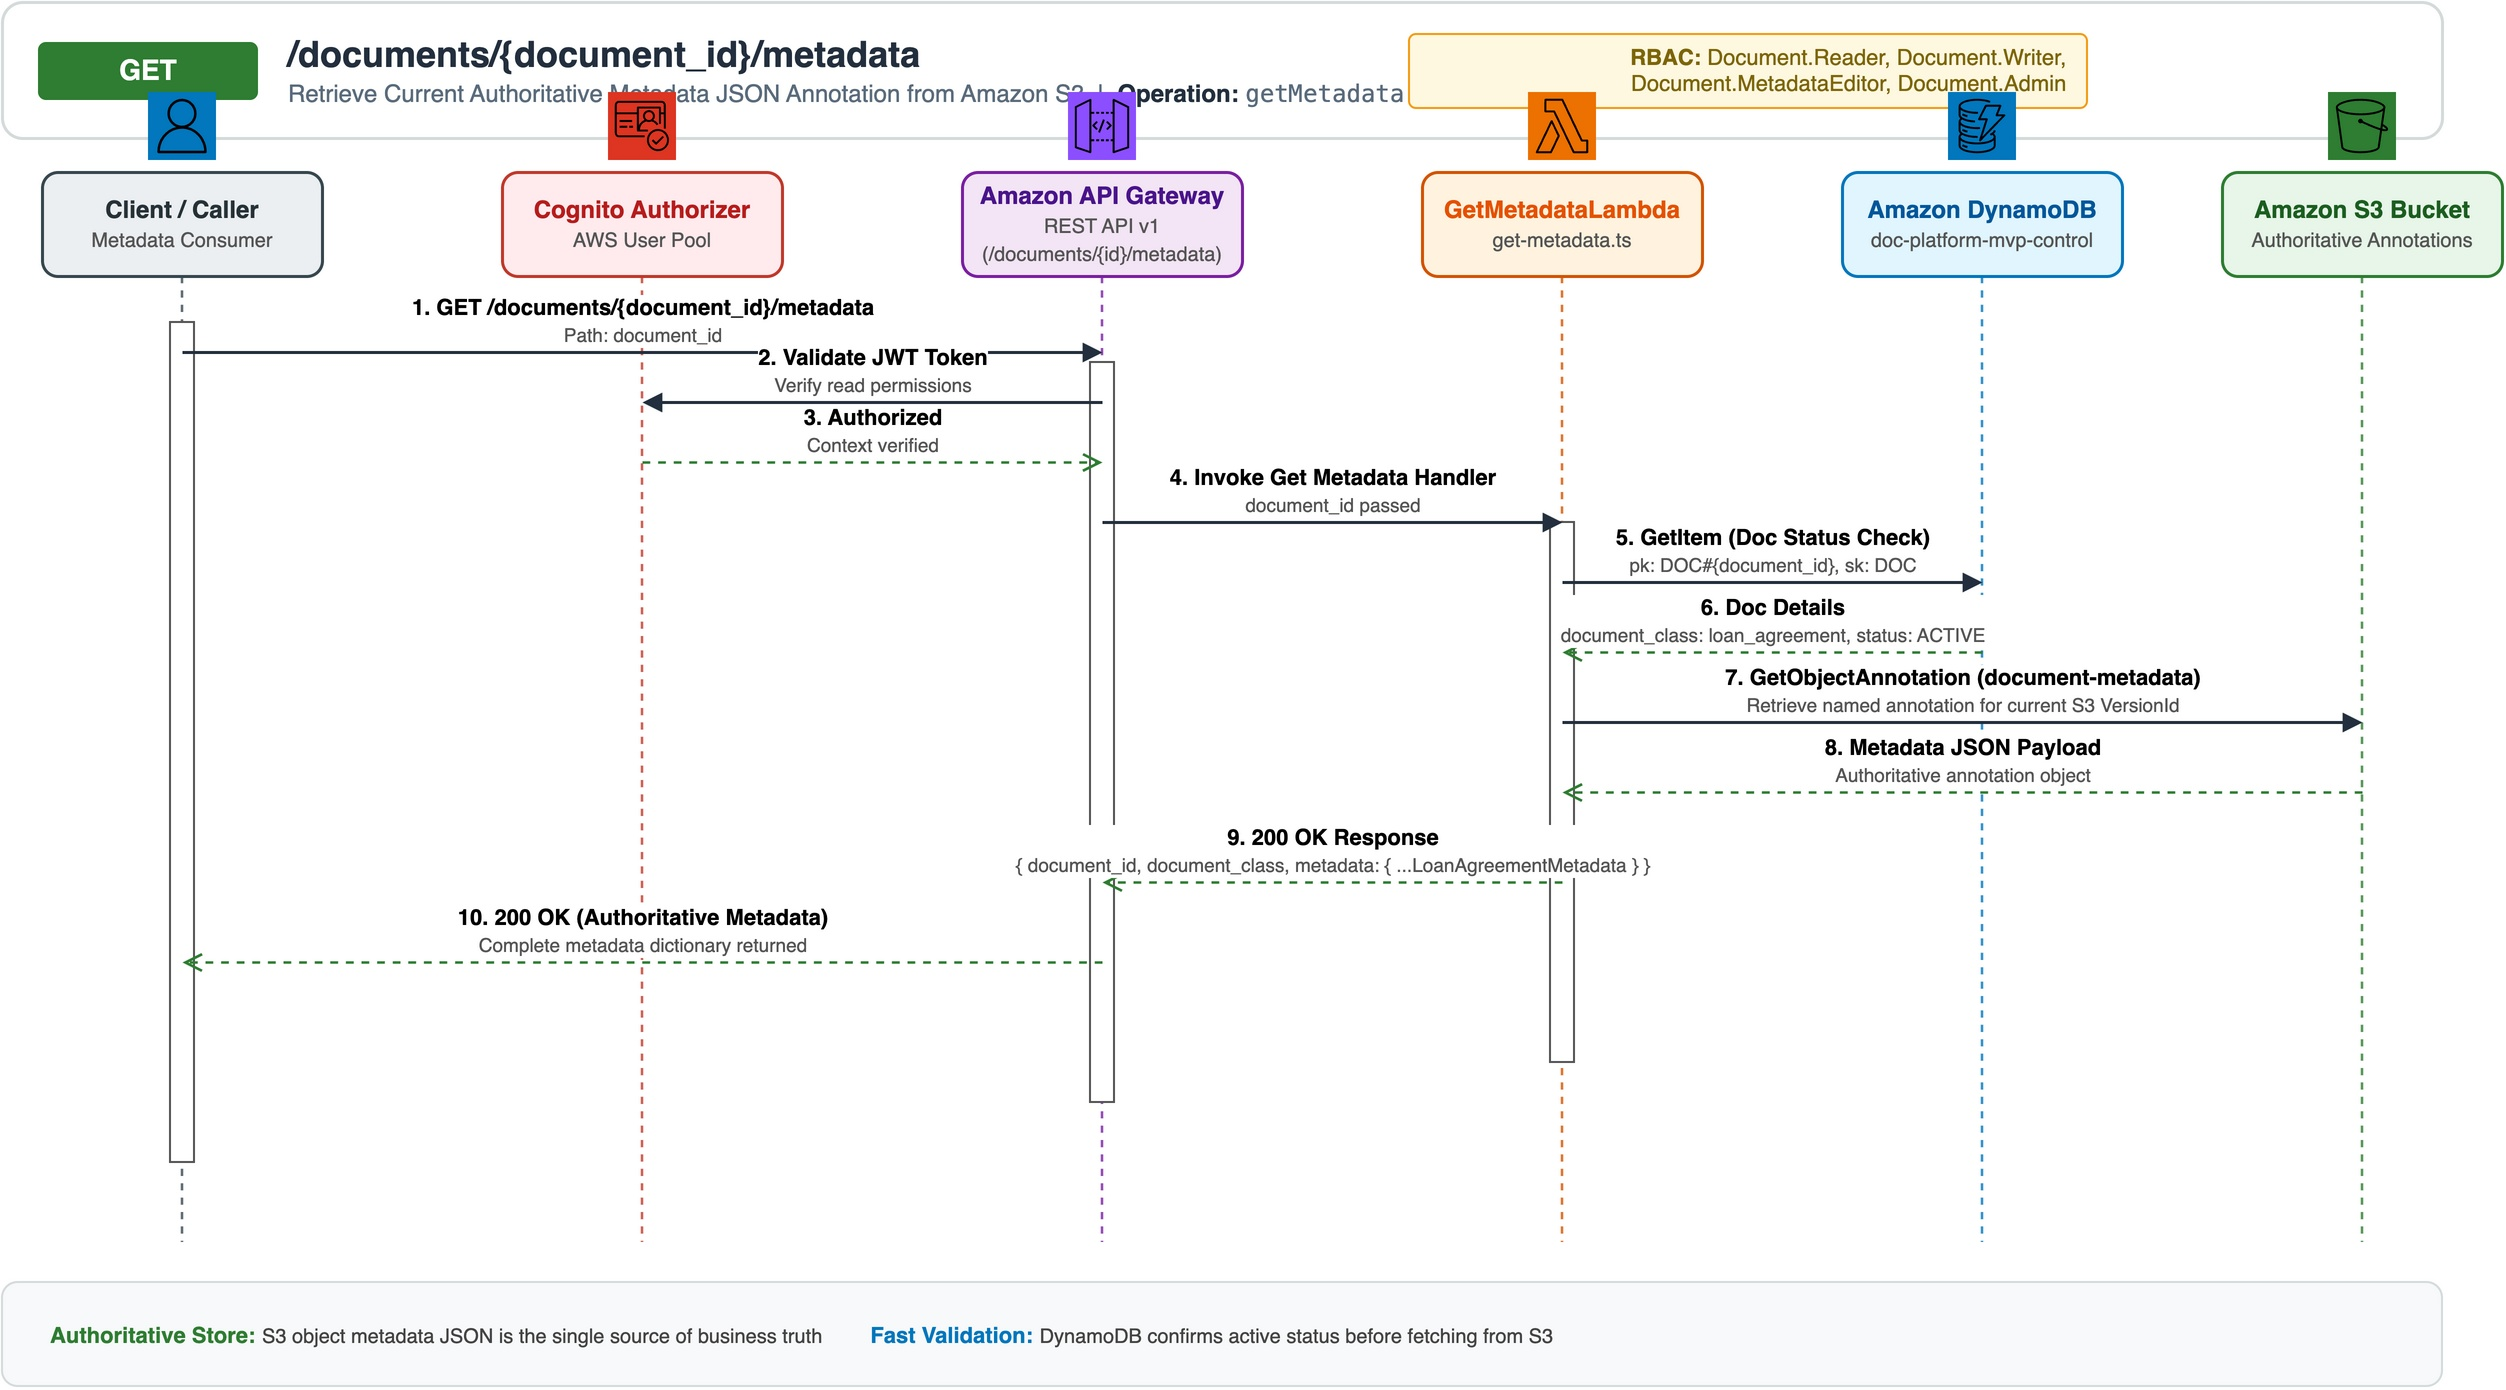 GET
/documents/{document_id}/metadata
Retrieve Current Authoritative Metadata JSON Annotation from Amazon S3 | Operation: getMetadata
RBAC: Document.Reader, Document.Writer,
Document.MetadataEditor, Document.Admin
Client / Caller
Metadata Consumer
Cognito Authorizer
AWS User Pool
Amazon API Gateway
REST API v1
(/documents/{id}/metadata)
GetMetadataLambda
get-metadata.ts
Amazon DynamoDB
doc-platform-mvp-control
Amazon S3 Bucket
Authoritative Annotations
1. GET /documents/{document_id}/metadata
Path: document_id
2. Validate JWT Token
Verify read permissions
3. Authorized
Context verified
4. Invoke Get Metadata Handler
document_id passed
5. GetItem (Doc Status Check)
pk: DOC#{document_id}, sk: DOC
6. Doc Details
document_class: loan_agreement, status: ACTIVE
7. GetObjectAnnotation (document-metadata)
Retrieve named annotation for current S3 VersionId
8. Metadata JSON Payload
Authoritative annotation object
9. 200 OK Response
{ document_id, document_class, metadata: { ...LoanAgreementMetadata } }
10. 200 OK (Authoritative Metadata)
Complete metadata dictionary returned
Authoritative Store: S3 object metadata JSON is the single source of business truth
Fast Validation: DynamoDB confirms active status before fetching from S3